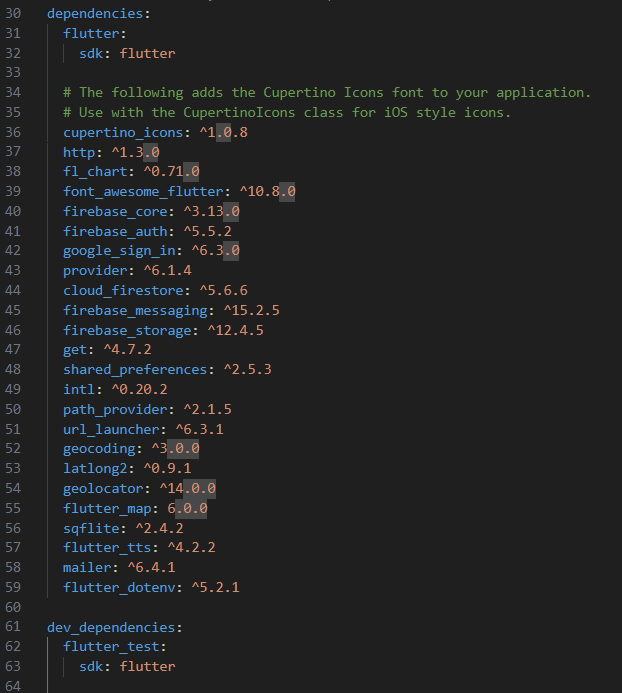 30 dependencies:
31   flutter:
32     sdk: flutter
33
34   # The following adds the Cupertino Icons font to your application.
35   # Use with the CupertinoIcons class for iOS style icons.
36   cupertino_icons: ^1.0.8
37   http: ^1.3.0
38   fl_chart: ^0.71.0
39   font_awesome_flutter: ^10.8.0
40   firebase_core: ^3.13.0
41   firebase_auth: ^5.5.2
42   google_sign_in: ^6.3.0
43   provider: ^6.1.4
44   cloud_firestore: ^5.6.6
45   firebase_messaging: ^15.2.5
46   firebase_storage: ^12.4.5
47   get: ^4.7.2
48   shared_preferences: ^2.5.3
49   intl: ^0.20.2
50   path_provider: ^2.1.5
51   url_launcher: ^6.3.1
52   geocoding: ^3.0.0
53   latlong2: ^0.9.1
54   geolocator: ^14.0.0
55   flutter_map: 6.0.0
56   sqflite: ^2.4.2
57   flutter_tts: ^4.2.2
58   mailer: ^6.4.1
59   flutter_dotenv: ^5.2.1
60
61 dev_dependencies:
62   flutter_test:
63     sdk: flutter
64